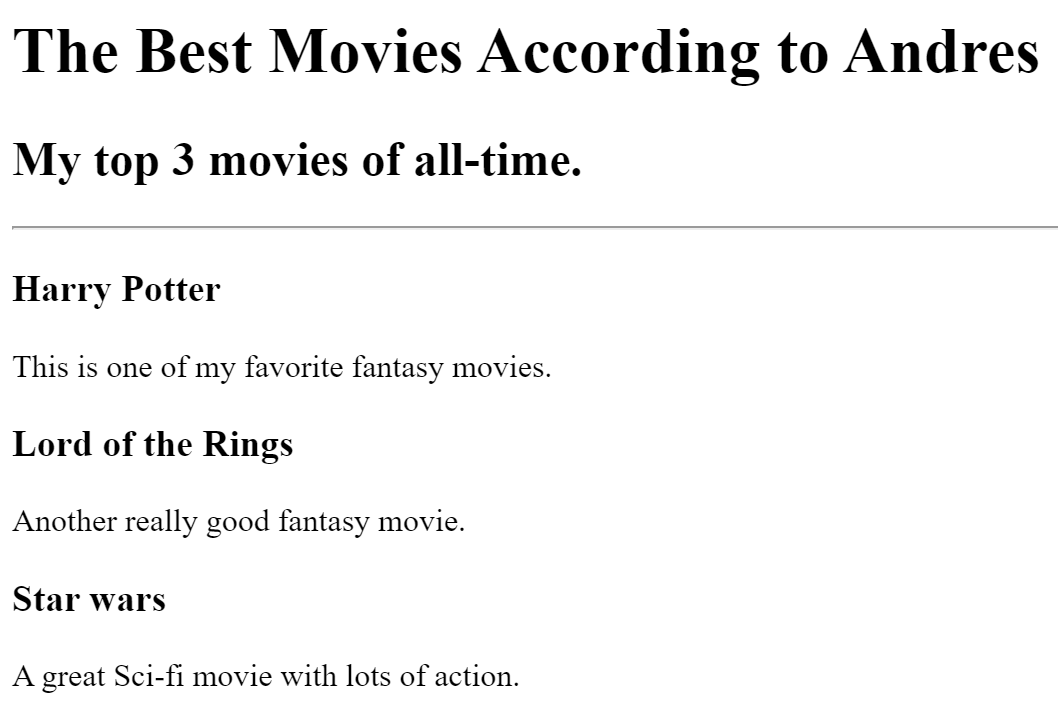 The Best Movies According to Andres
My top 3 movies of all-time.
Harry Potter
This is one of my favorite fantasy movies.
Lord of the Rings
Another really good fantasy movie.
Star wars
A great Sci-fi movie with lots of action.